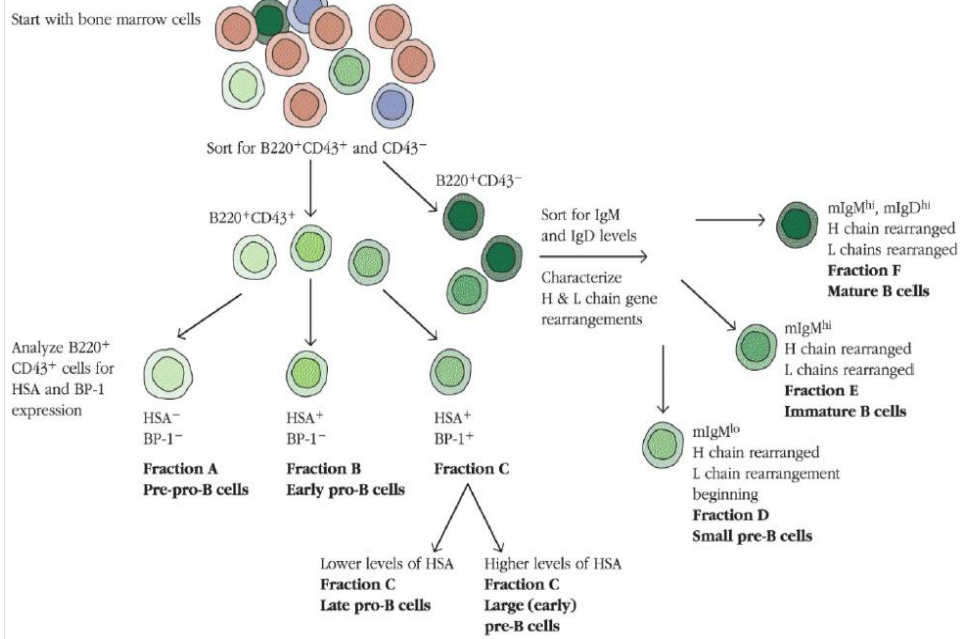 Start with bone marrow cells
Sort for B220⁺CD43⁺ and CD43⁻
B220⁺CD43⁺
B220⁺CD43⁻
Sort for IgM
and IgD levels
Characterize
H & L chain gene
rearrangements
mIgMʰⁱ, mIgDʰⁱ
H chain rearranged
L chains rearranged
Fraction F
Mature B cells
mIgMʰⁱ
H chain rearranged
L chains rearranged
Fraction E
Immature B cells
mIgMˡᵒ
H chain rearranged
L chain rearrangement
beginning
Fraction D
Small pre-B cells
Analyze B220⁺
CD43⁺ cells for
HSA and BP-1
expression
HSA⁻
BP-1⁻
Fraction A
Pre-pro-B cells
HSA⁺
BP-1⁻
Fraction B
Early pro-B cells
HSA⁺
BP-1⁺
Fraction C
Lower levels of HSA
Fraction C
Late pro-B cells
Higher levels of HSA
Fraction C
Large (early)
pre-B cells